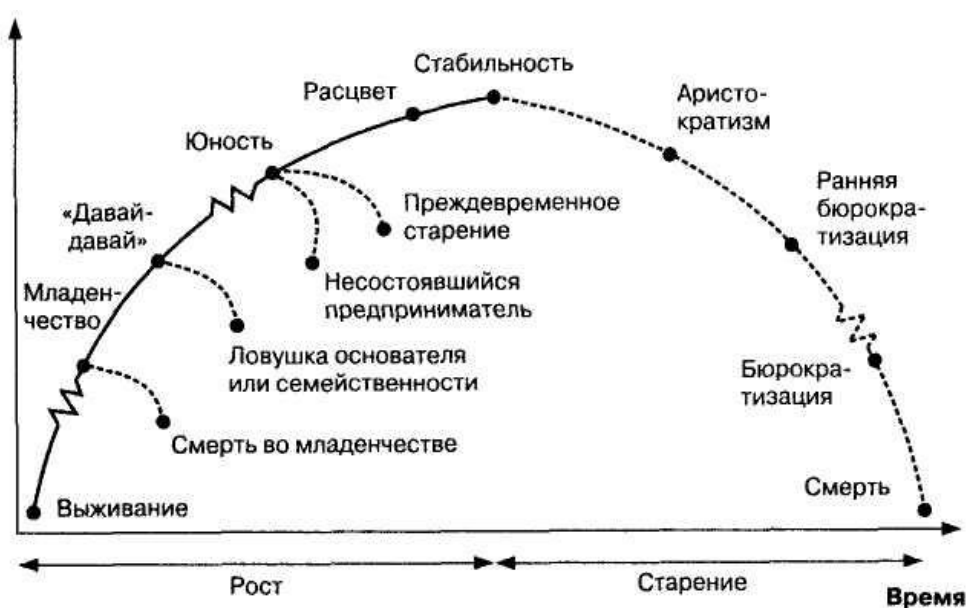 Стабильность
Расцвет
Аристо-
кратизм
Юность
Ранняя
бюрокра-
тизация
«Давай-
давай»
Преждевременное
старение
Несостоявшийся
предприниматель
Младен-
чество
Ловушка основателя
или семейственности
Бюрокра-
тизация
Смерть во младенчестве
Смерть
Выживание
Рост
Старение
Время